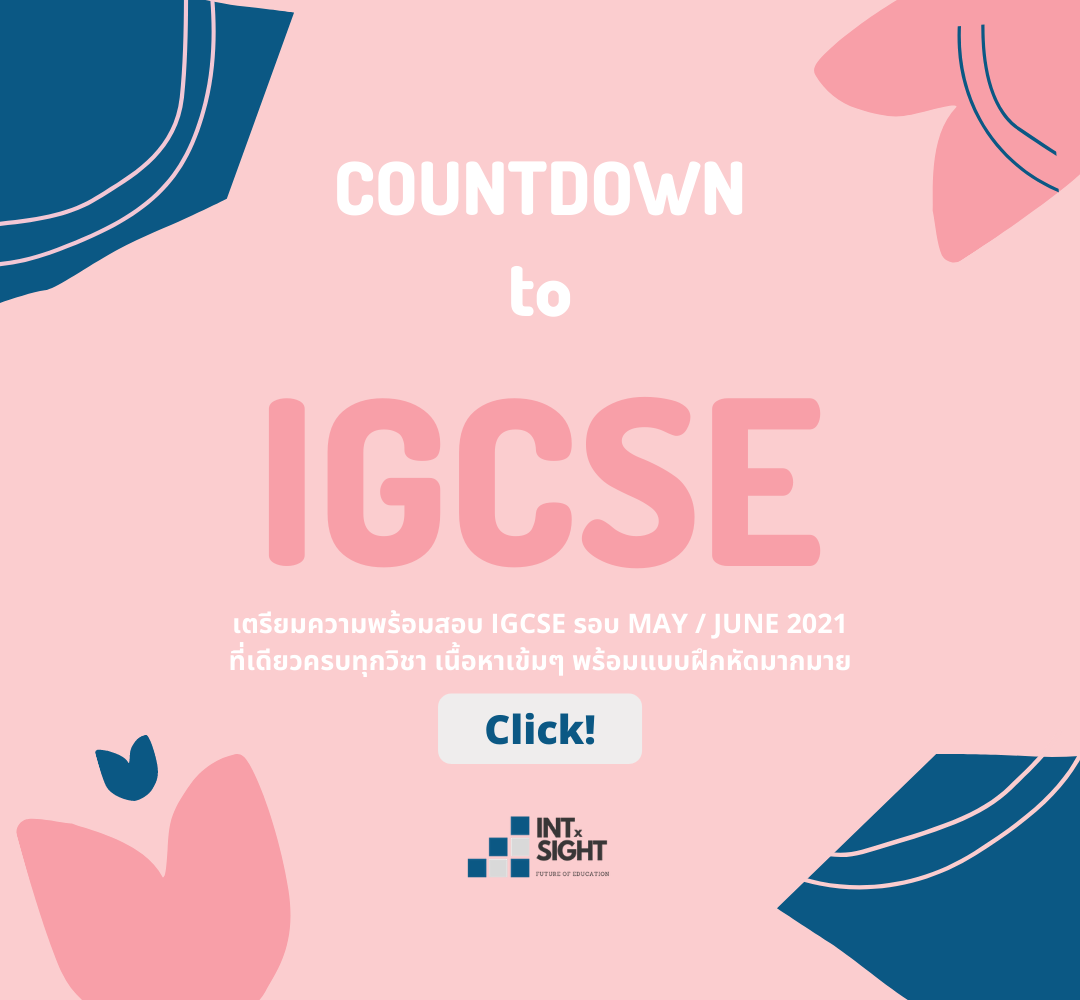 COUNTDOWN
to
IGCSE
เตรียมความพร้อมสอบ IGCSE รอบ MAY / JUNE 2021
ที่เดียวครบทุกวิชา เนื้อหาเข้มๆ พร้อมแบบฝึกหัดมากมาย
Click!
INT x
SIGHT
FUTURE OF EDUCATION